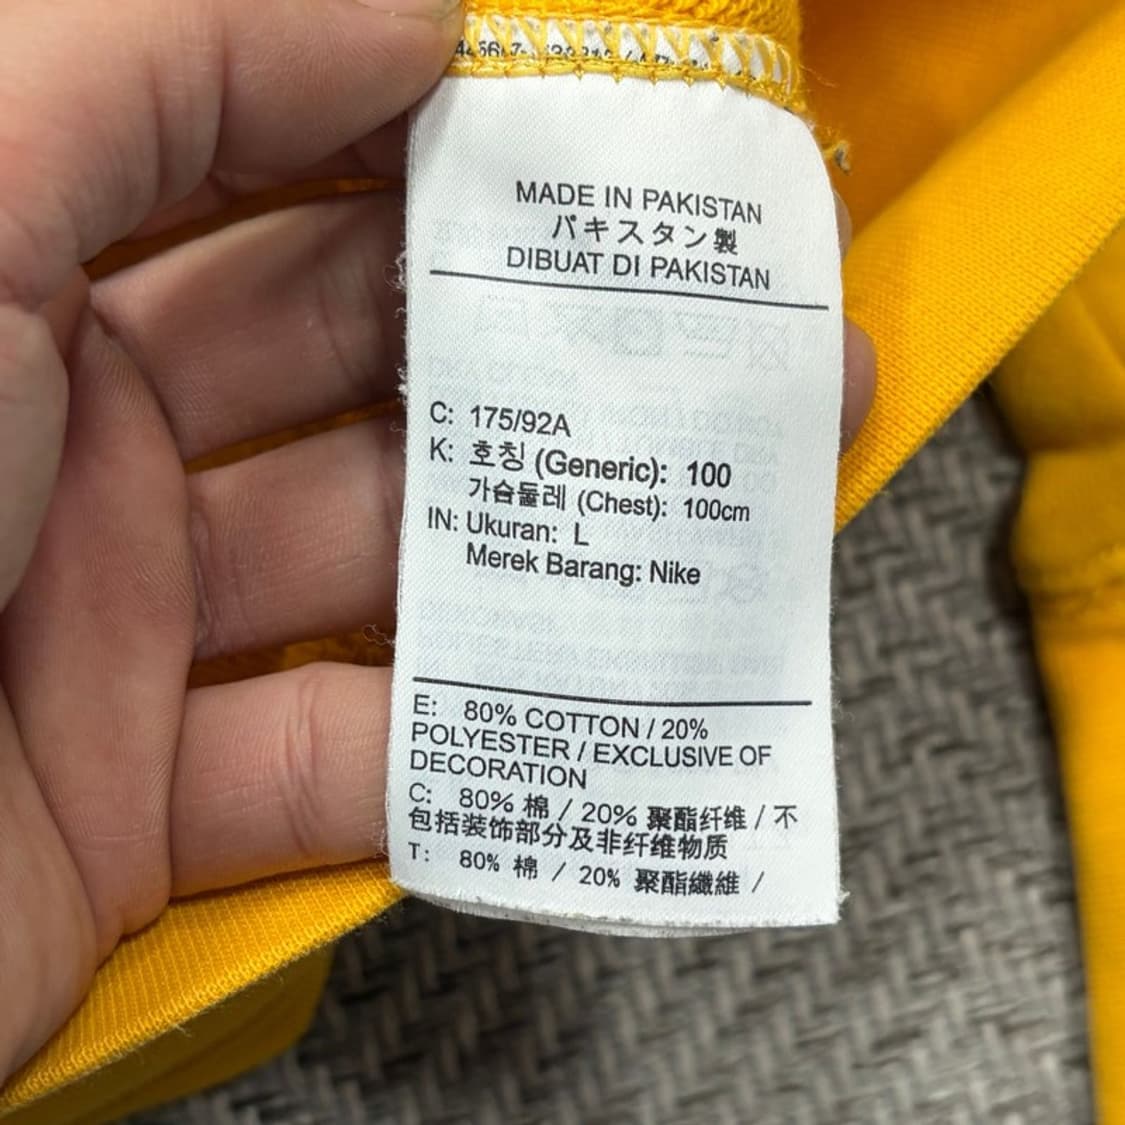 MADE IN PAKISTAN
パキスタン製
DIBUAT DI PAKISTAN
C: 175/92A
K: 호칭 (Generic): 100
가슴둘레 (Chest): 100cm
IN: Ukuran: L
Merek Barang: Nike
E: 80% COTTON / 20%
POLYESTER / EXCLUSIVE OF
DECORATION
C: 80% 棉 / 20% 聚酯纤维 / 不
包括装饰部分及非纤维物质
T: 80% 棉 / 20% 聚酯纖維 /